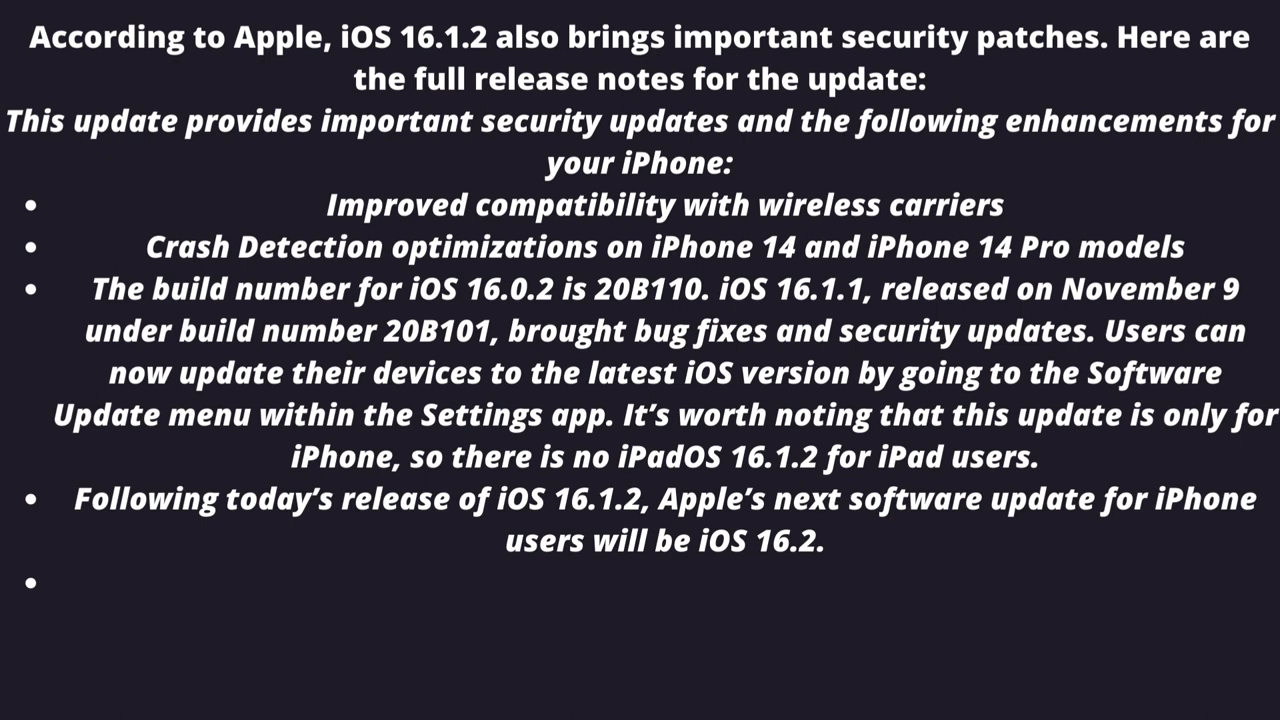 According to Apple, iOS 16.1.2 also brings important security patches. Here are
the full release notes for the update:
This update provides important security updates and the following enhancements for
your iPhone:
• Improved compatibility with wireless carriers
• Crash Detection optimizations on iPhone 14 and iPhone 14 Pro models
• The build number for iOS 16.0.2 is 20B110. iOS 16.1.1, released on November 9
under build number 20B101, brought bug fixes and security updates. Users can
now update their devices to the latest iOS version by going to the Software
Update menu within the Settings app. It’s worth noting that this update is only for
iPhone, so there is no iPadOS 16.1.2 for iPad users.
• Following today’s release of iOS 16.1.2, Apple’s next software update for iPhone
users will be iOS 16.2.
•